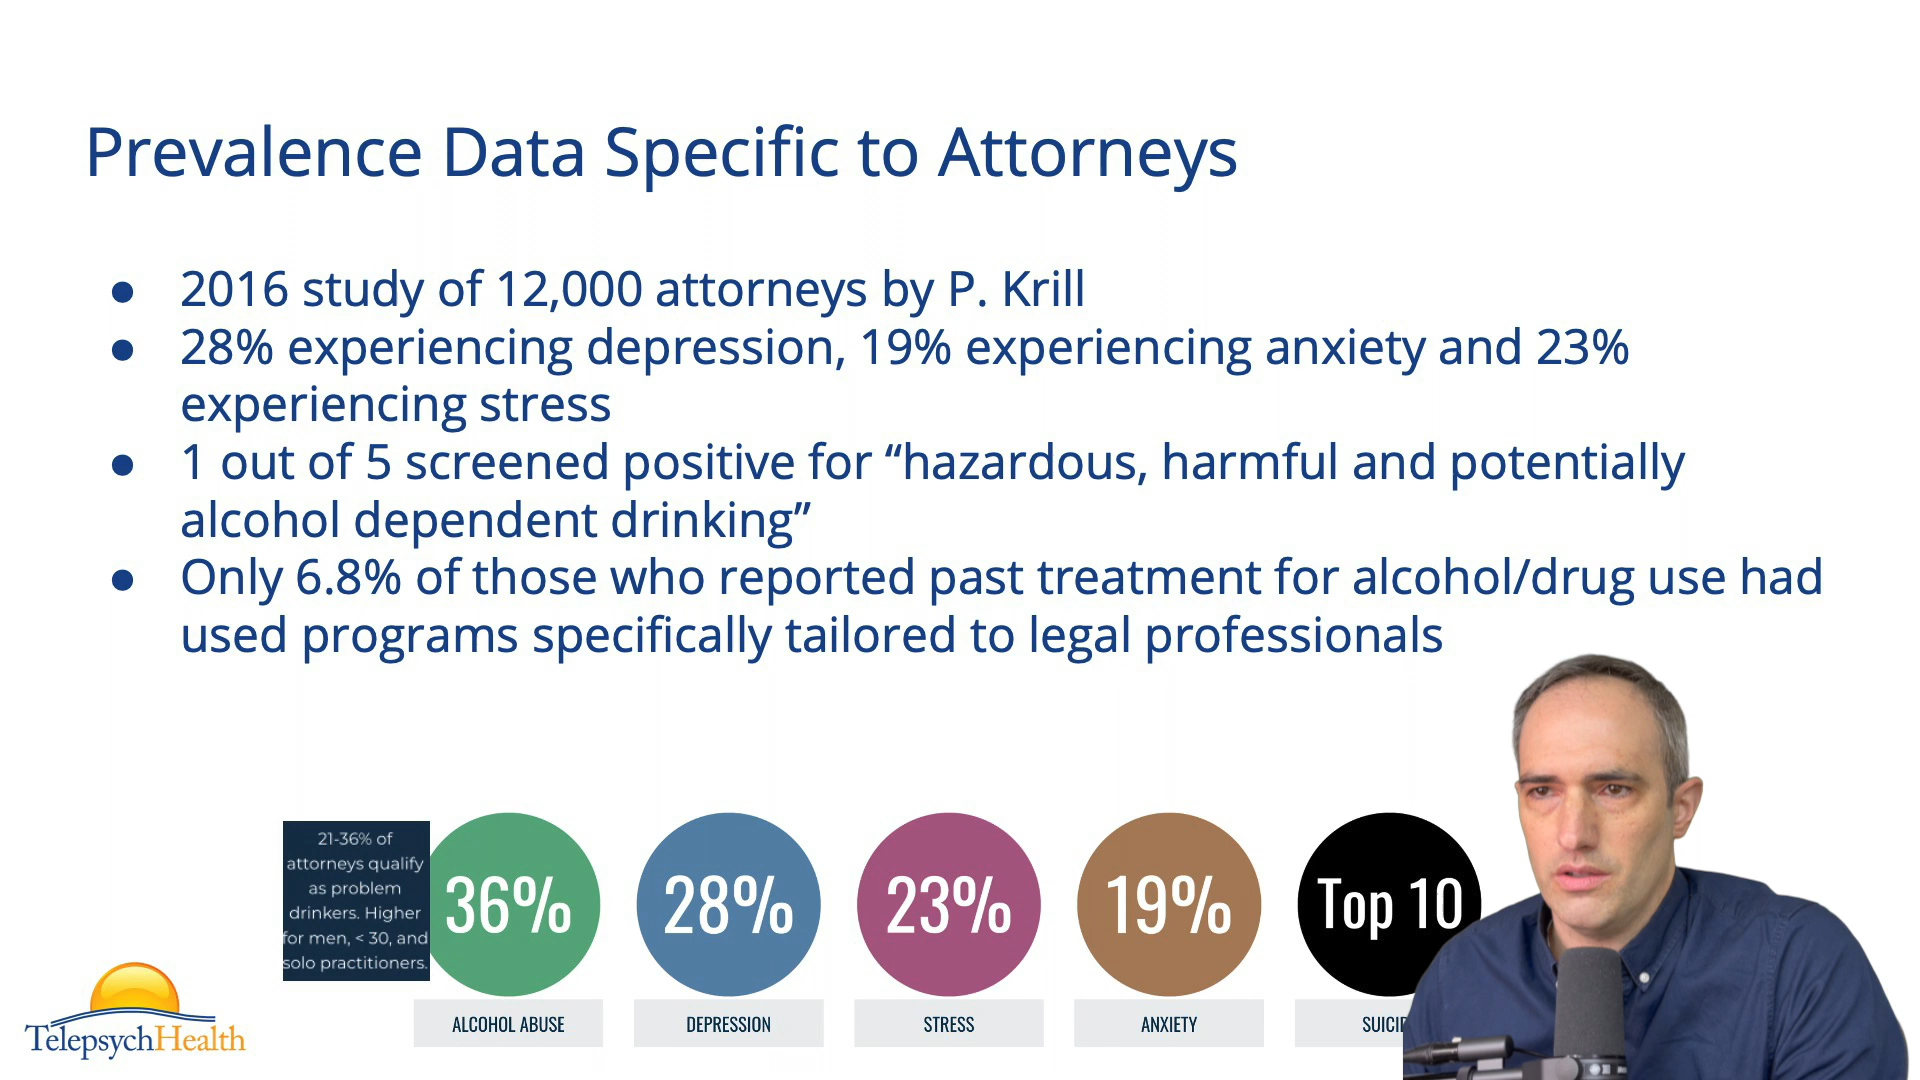 Prevalence Data Specific to Attorneys
● 2016 study of 12,000 attorneys by P. Krill
● 28% experiencing depression, 19% experiencing anxiety and 23%
experiencing stress
● 1 out of 5 screened positive for “hazardous, harmful and potentially
alcohol dependent drinking”
● Only 6.8% of those who reported past treatment for alcohol/drug use had
used programs specifically tailored to legal professionals
21-36% of
attorneys qualify
as problem
drinkers. Higher
for men, < 30, and
solo practitioners.
36%
28%
23%
19%
Top 10
ALCOHOL ABUSE
DEPRESSION
STRESS
ANXIETY
TelepsychHealth